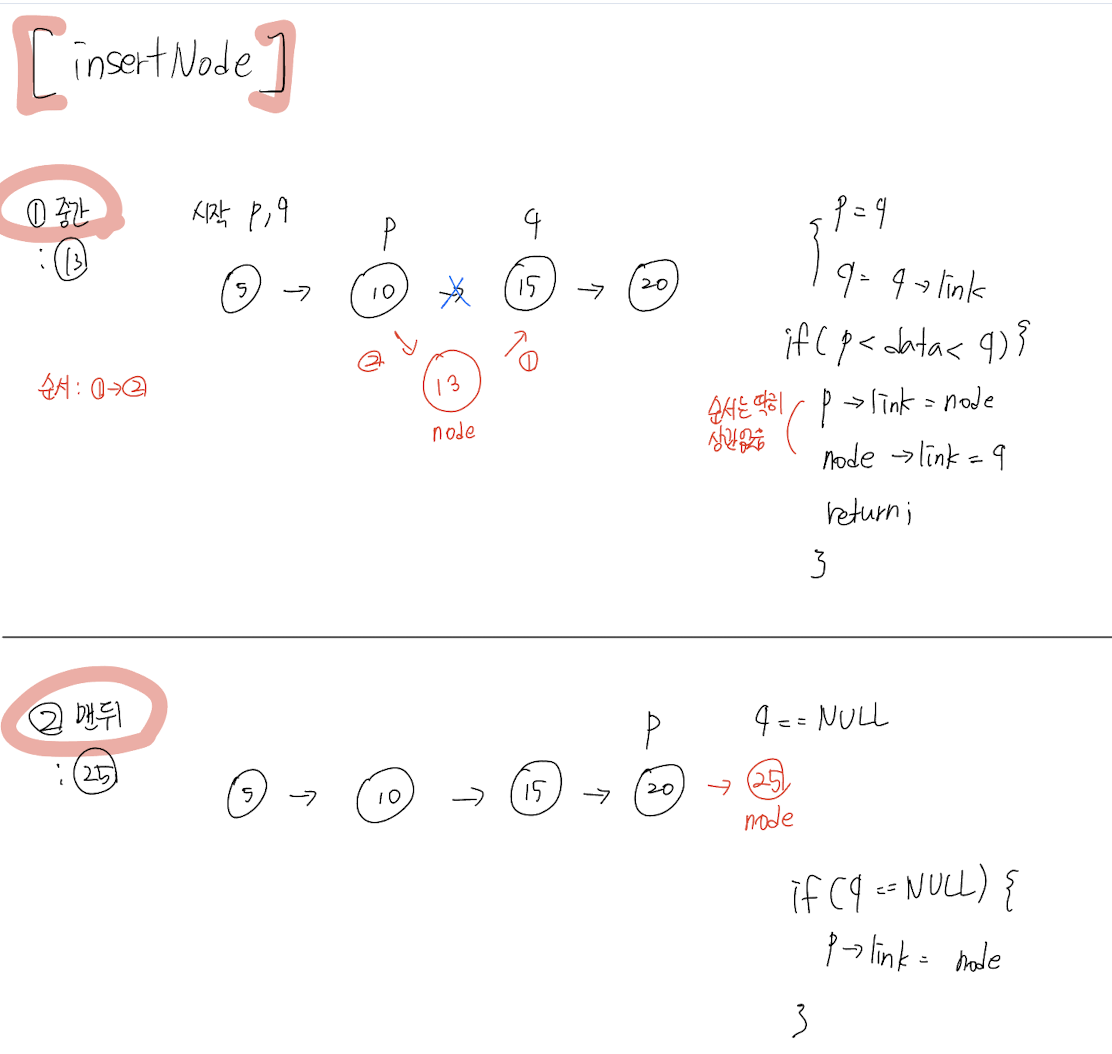 [insertNode]
① 중간
: 13
시작 p, q
p
q
5 → 10 → 15 → 20
② ①
13
node
순서 : ① → ②
p = q
q = q → link
if ( p < data < q) {
순서는 딱히
상관없음
p → link = node
node → link = q
return;
}
② 맨뒤
: 25
p
q == NULL
5 → 10 → 15 → 20 → 25
node
if (q == NULL) {
p → link = node
}